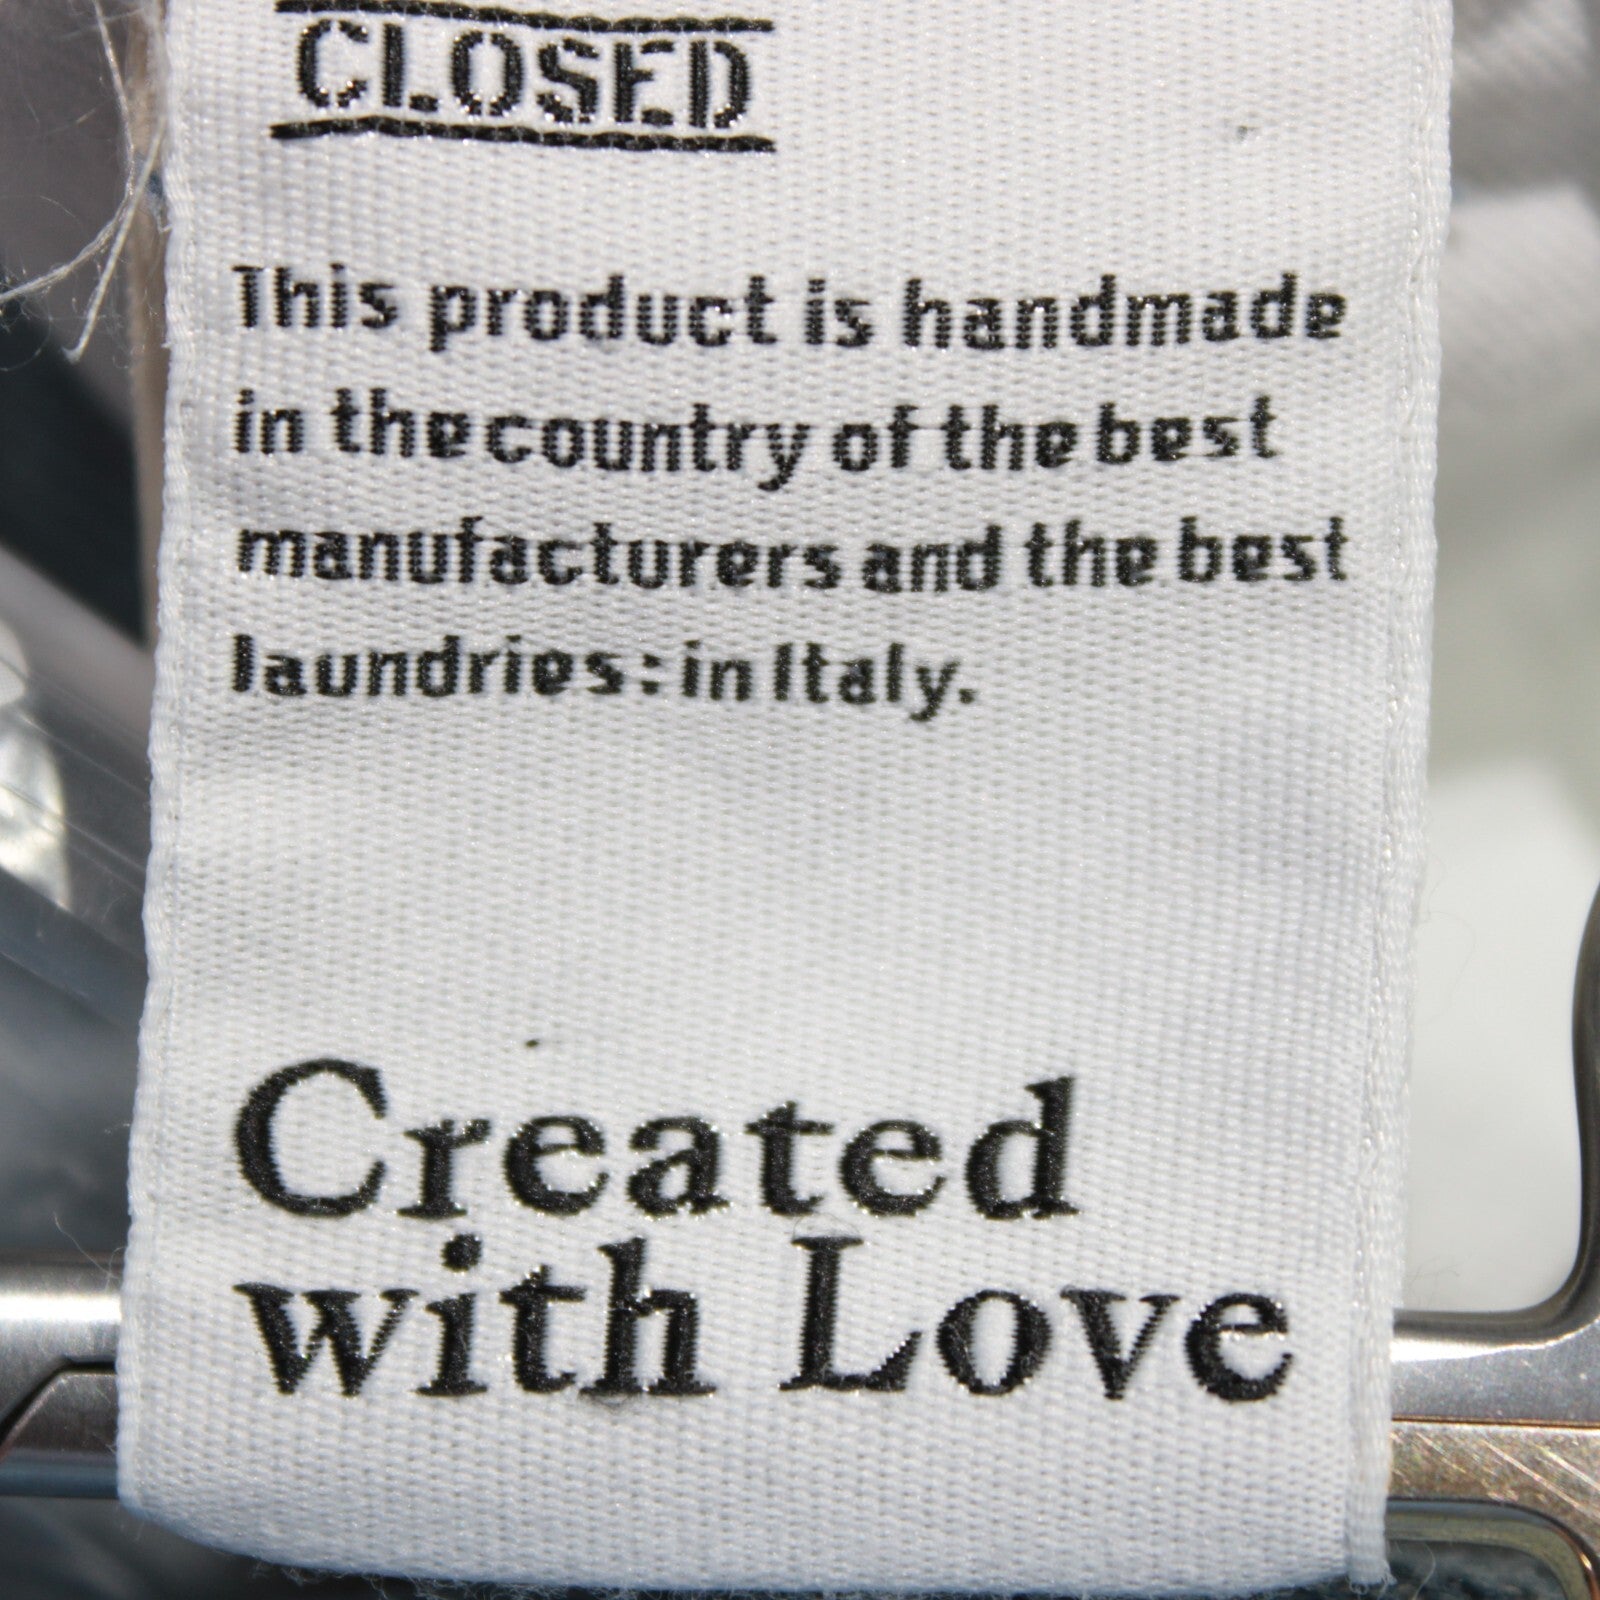 CLOSED
This product is handmade
in the country of the best
manufacturers and the best
laundries: in Italy.
Created
with Love